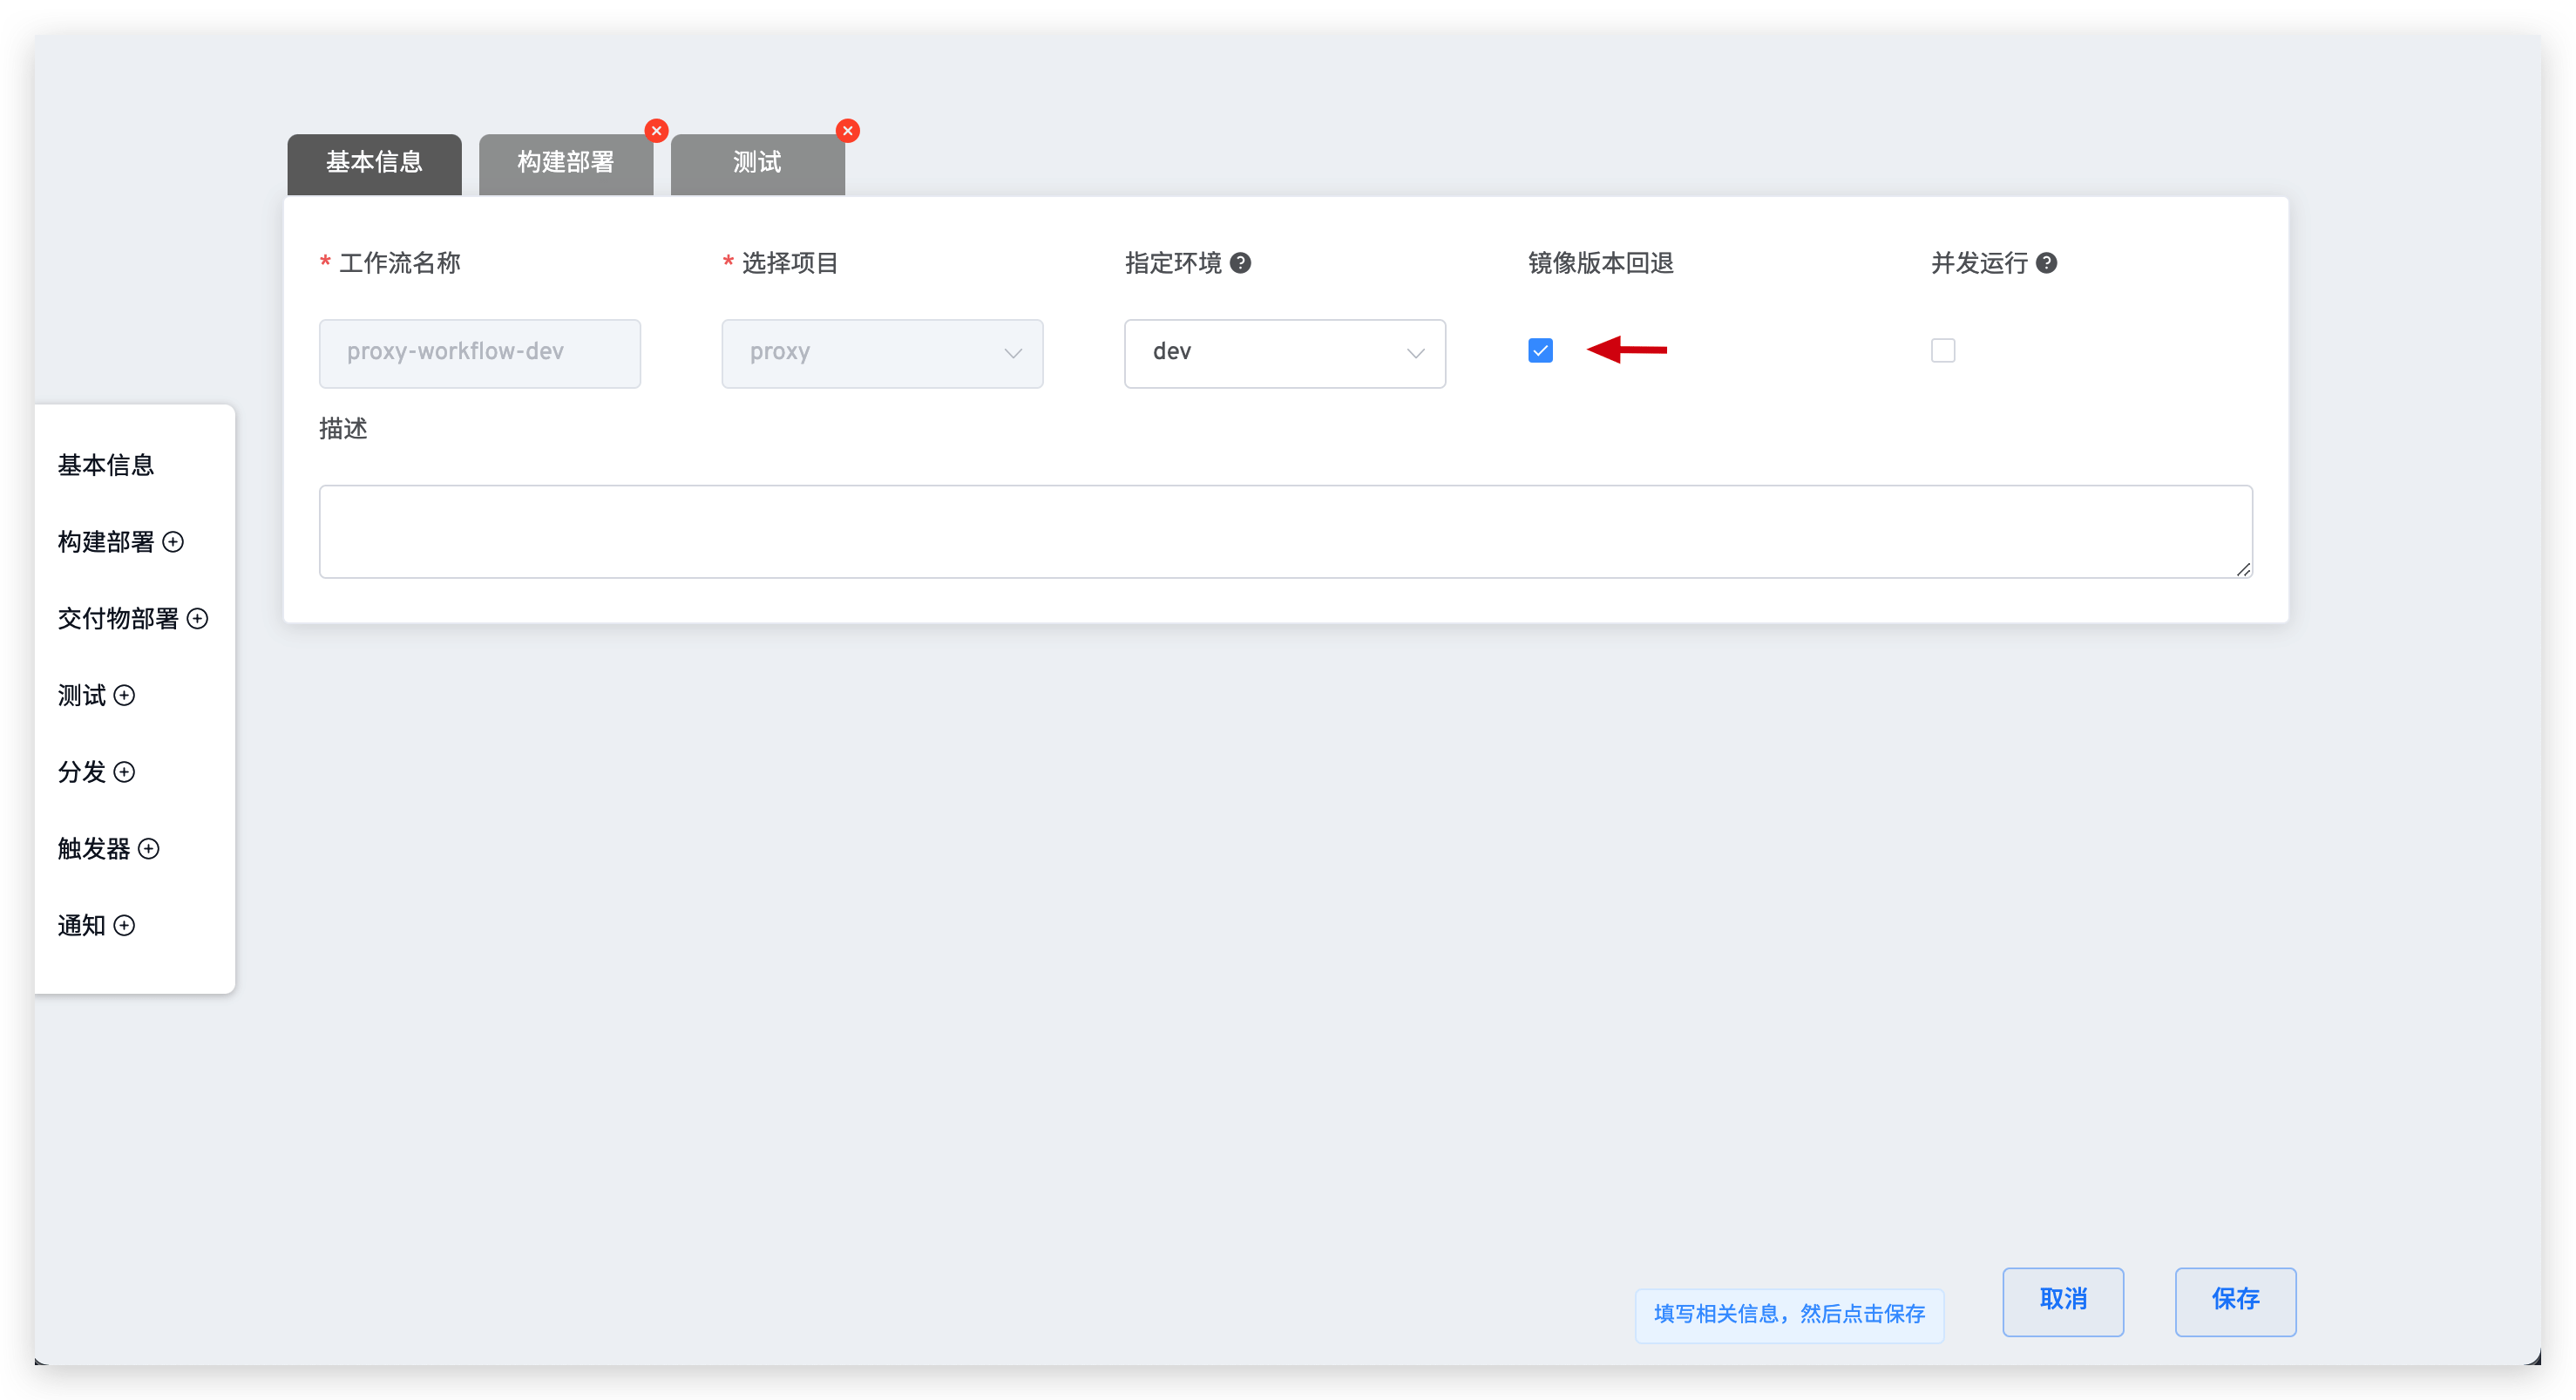 基本信息
构建部署
测试
* 工作流名称
* 选择项目
指定环境
镜像版本回退
并发运行
proxy-workflow-dev
proxy
dev
描述
基本信息
构建部署
交付物部署
测试
分发
触发器
通知
填写相关信息，然后点击保存
取消
保存